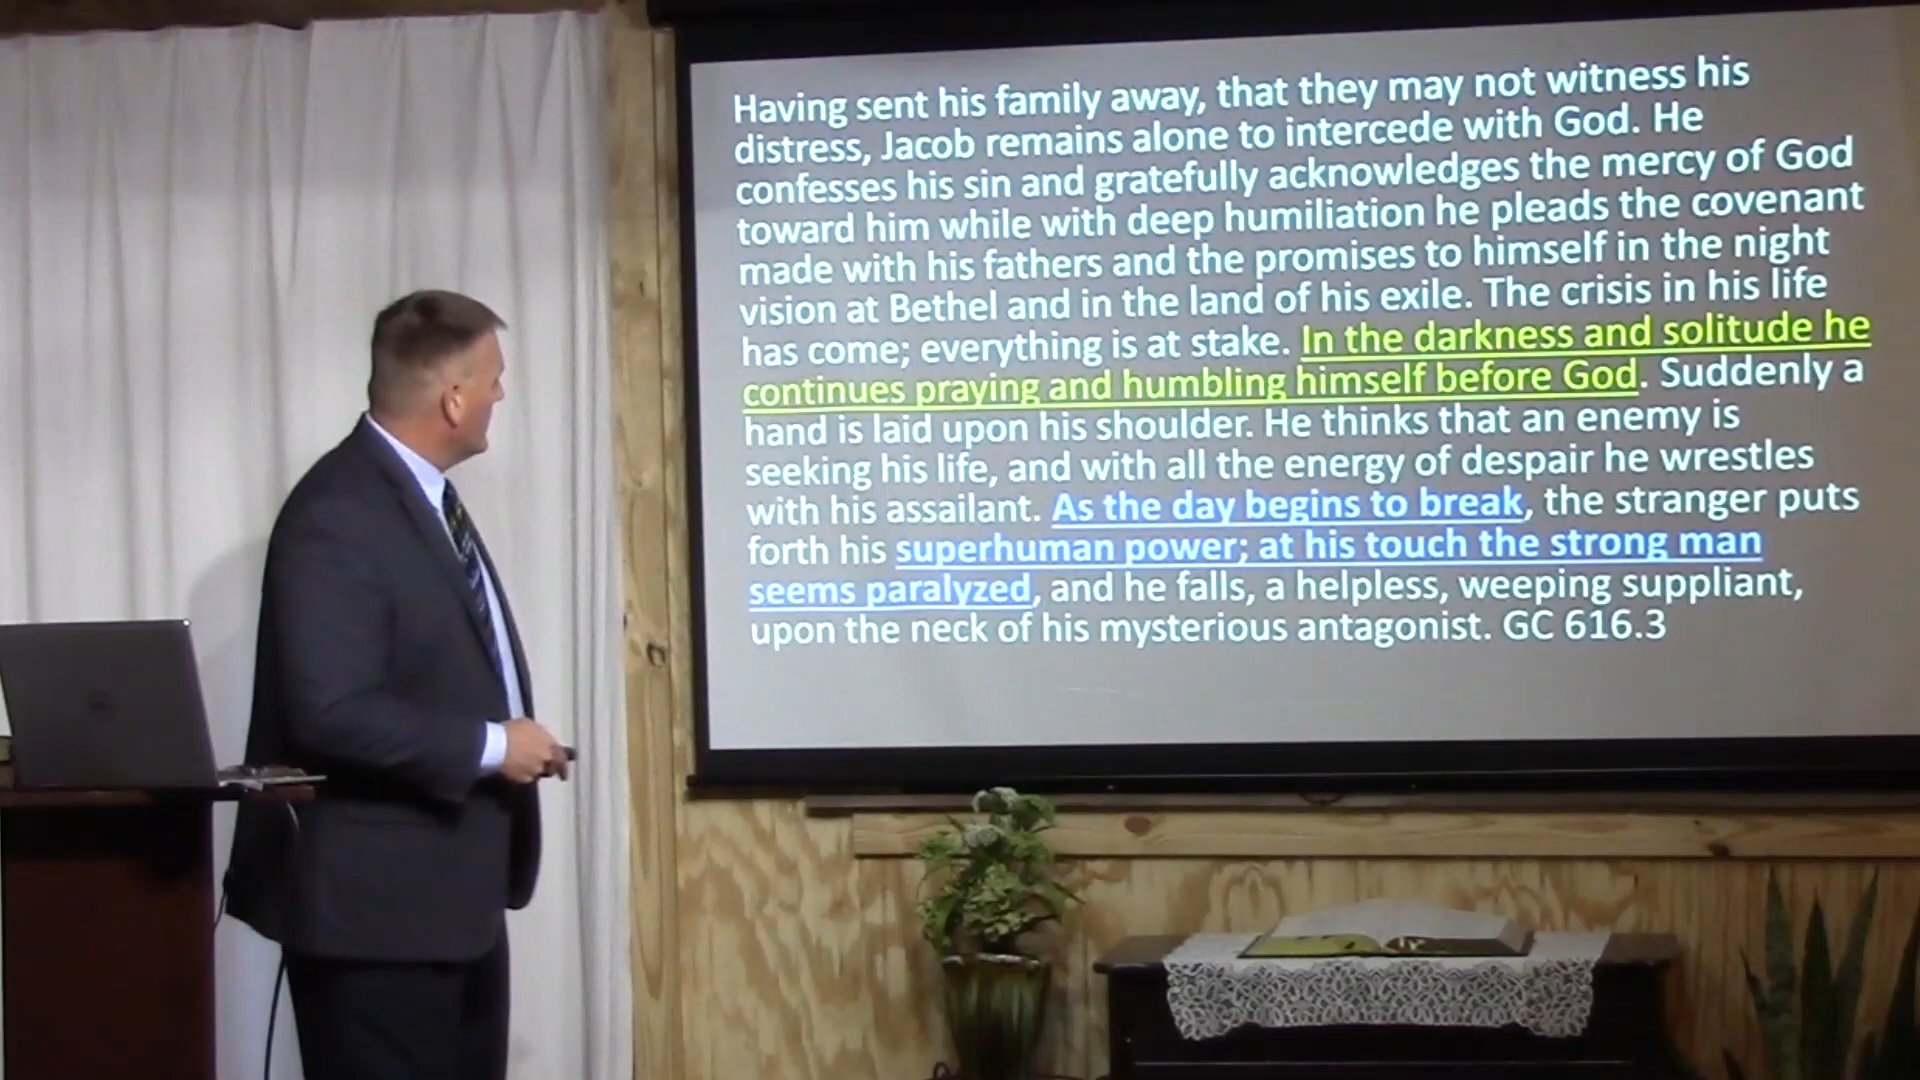 Having sent his family away, that they may not witness his
distress, Jacob remains alone to intercede with God. He
confesses his sin and gratefully acknowledges the mercy of God
toward him while with deep humiliation he pleads the covenant
made with his fathers and the promises to himself in the night
vision at Bethel and in the land of his exile. The crisis in his life
has come; everything is at stake. In the darkness and solitude he
continues praying and humbling himself before God. Suddenly a
hand is laid upon his shoulder. He thinks that an enemy is
seeking his life, and with all the energy of despair he wrestles
with his assailant. As the day begins to break, the stranger puts
forth his superhuman power; at his touch the strong man
seems paralyzed, and he falls, a helpless, weeping suppliant,
upon the neck of his mysterious antagonist. GC 616.3